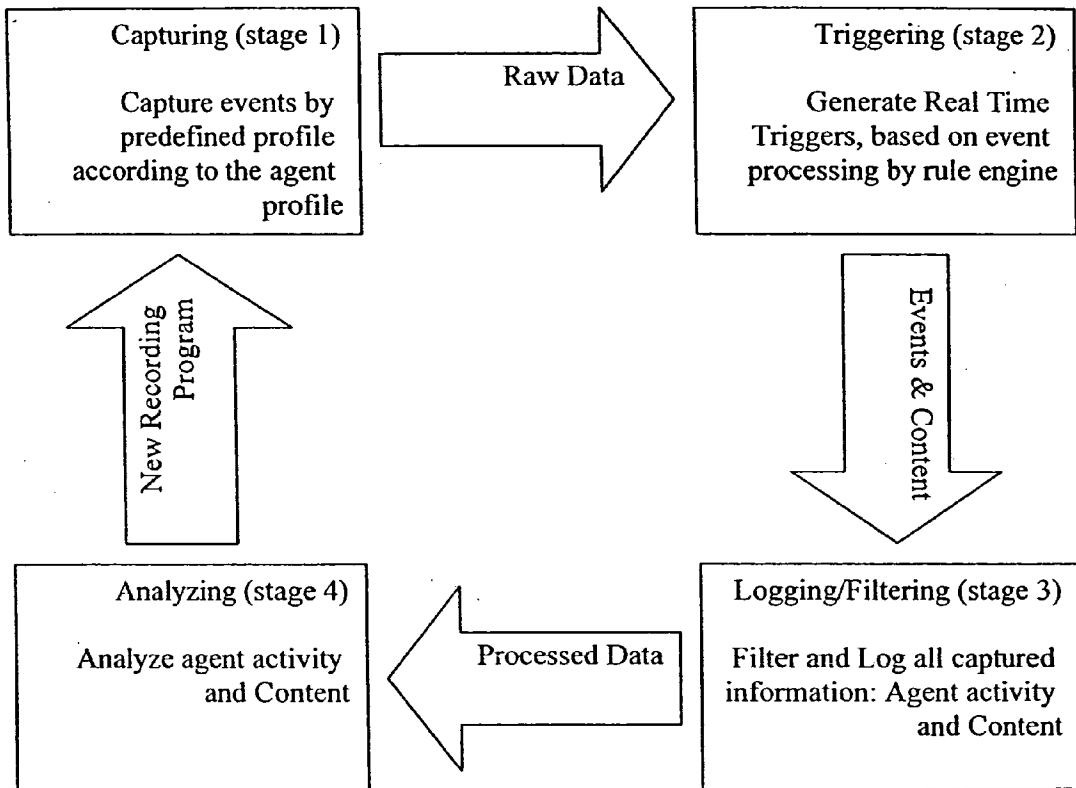 Capturing (stage 1)
Capture events by
predefined profile
according to the agent
profile
Raw Data
Triggering (stage 2)
Generate Real Time
Triggers, based on event
processing by rule engine
Events & Content
Logging/Filtering (stage 3)
Filter and Log all captured
information: Agent activity
and Content
Processed Data
Analyzing (stage 4)
Analyze agent activity
and Content
New Recording
Program